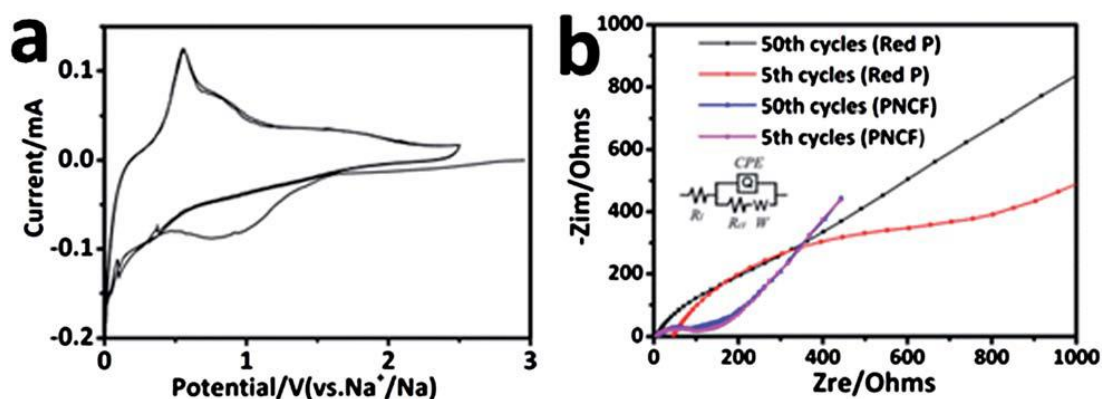 a
Current/mA
0.1
0.0
-0.1
-0.2
0
1
2
3
Potential/V(vs.Na⁺/Na)
b
-Zim/Ohms
1000
800
600
400
200
0
50th cycles (Red P)
5th cycles (Red P)
50th cycles (PNCF)
5th cycles (PNCF)
CPE
Q
Rct W
0 200 400 600 800 1000
Zre/Ohms